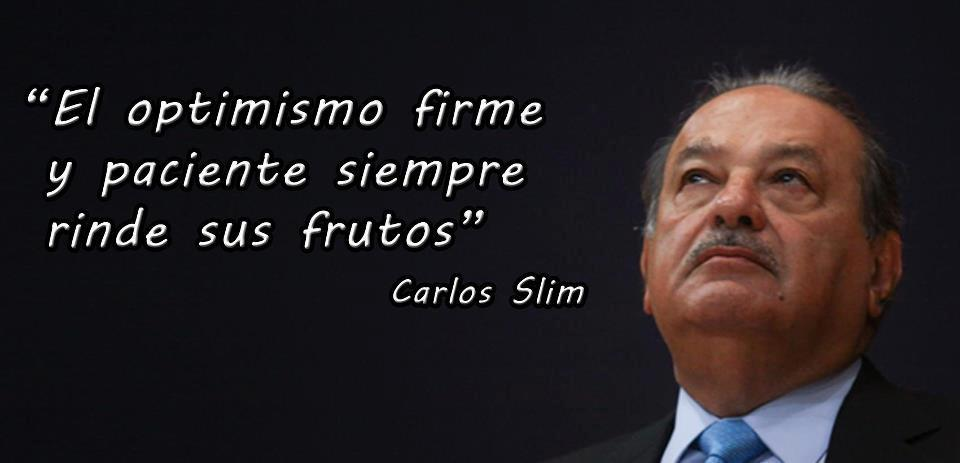 “El optimismo firme
y paciente siempre
rinde sus frutos”
Carlos Slim